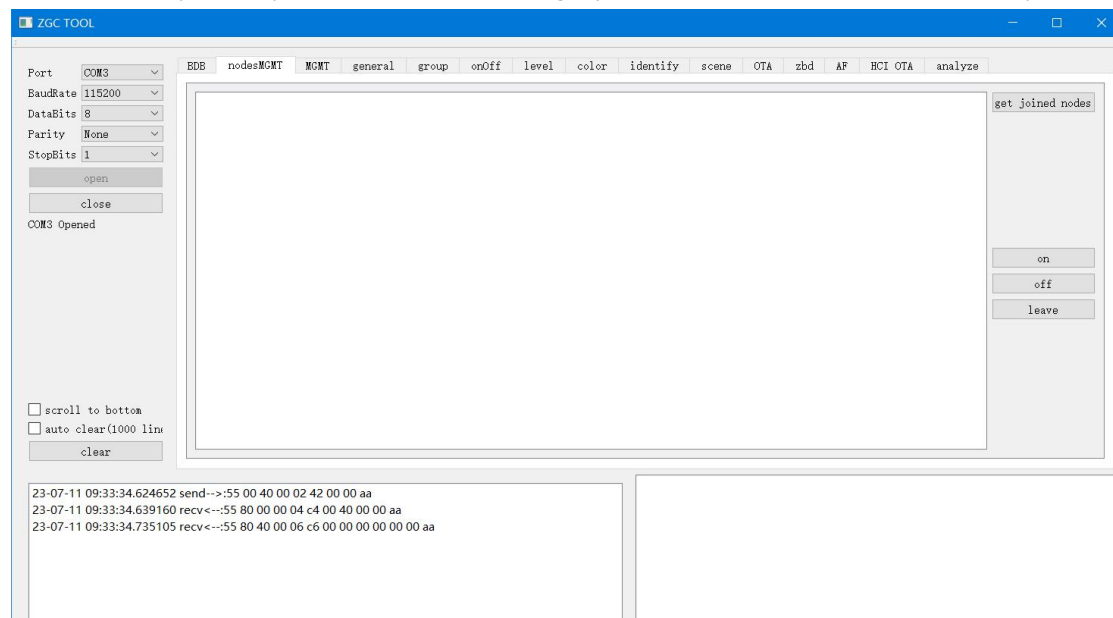 ZGC TOOL
Port COM3
BaudRate 115200
DataBits 8
Parity None
StopBits 1
open
close
COM3 Opened
scroll to bottom
auto clear(1000 line
clear
BDB nodesMGMT MGMT general group onOff level color identify scene OTA zbd AF HCI OTA analyze
get joined nodes
on
off
leave
23-07-11 09:33:34.624652 send-->:55 00 40 00 02 42 00 00 aa
23-07-11 09:33:34.639160 recv<--:55 80 00 00 04 c4 00 40 00 00 aa
23-07-11 09:33:34.735105 recv<--:55 80 40 00 06 c6 00 00 00 00 00 00 aa